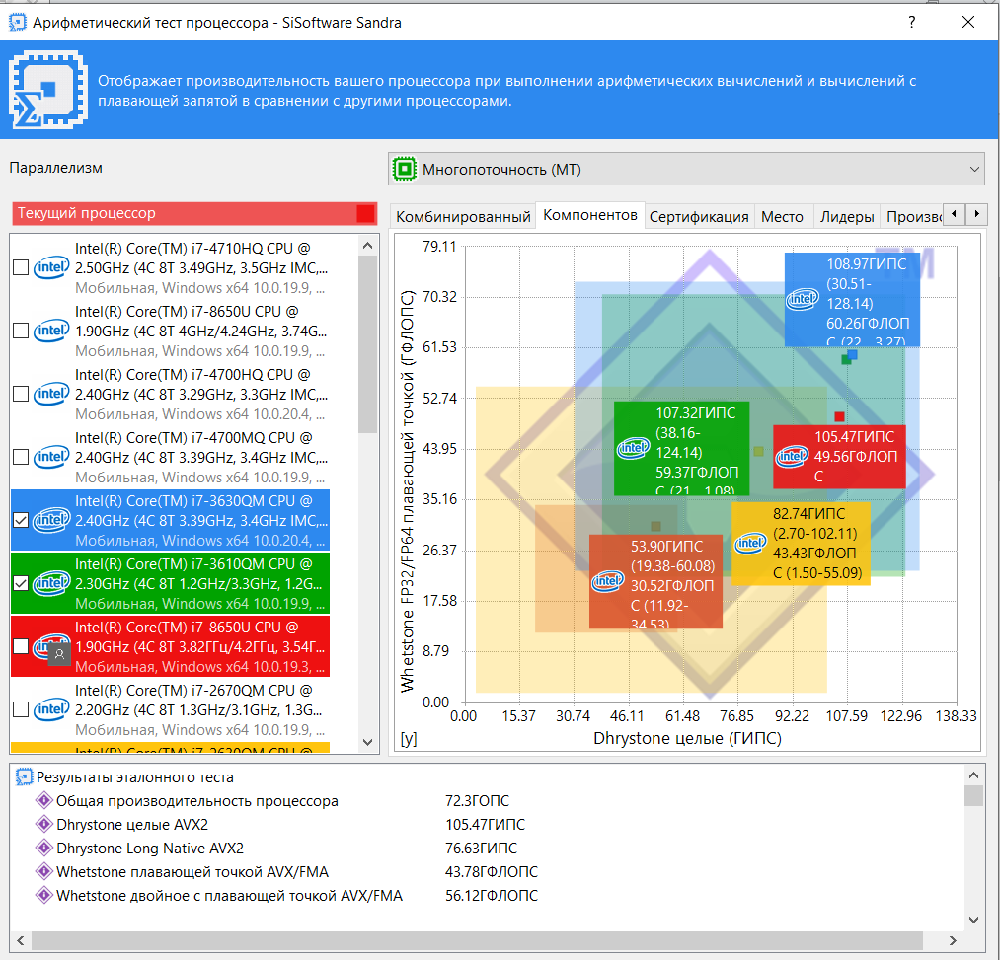 Арифметический тест процессора - SiSoftware Sandra
?
Отображает производительность вашего процессора при выполнении арифметических вычислений и вычислений с
плавающей запятой в сравнении с другими процессорами.
Параллелизм
Многопоточность (MT)
Текущий процессор
Intel(R) Core(TM) i7-4710HQ CPU @
2.50GHz (4C 8T 3.49GHz, 3.5GHz IMC,...
Мобильная, Windows x64 10.0.19.9, ...
Intel(R) Core(TM) i7-8650U CPU @
1.90GHz (4C 8T 4GHz/4.24GHz, 3.74G...
Мобильная, Windows x64 10.0.19.9, ...
Intel(R) Core(TM) i7-4700HQ CPU @
2.40GHz (4C 8T 3.29GHz, 3.3GHz IMC,...
Мобильная, Windows x64 10.0.20.4, ...
Intel(R) Core(TM) i7-4700MQ CPU @
2.40GHz (4C 8T 3.39GHz, 3.4GHz IMC,...
Мобильная, Windows x64 10.0.19.9, ...
Intel(R) Core(TM) i7-3630QM CPU @
2.40GHz (4C 8T 3.39GHz, 3.4GHz IMC,...
Мобильная, Windows x64 10.0.20.4, ...
Intel(R) Core(TM) i7-3610QM CPU @
2.30GHz (4C 8T 1.2GHz/3.3GHz, 1.2G...
Мобильная, Windows x64 10.0.19.9, ...
Intel(R) Core(TM) i7-8650U CPU @
1.90GHz (4C 8T 3.82ГГц/4.2ГГц, 3.54Г...
Мобильная, Windows x64 10.0.19.3, ...
Intel(R) Core(TM) i7-2670QM CPU @
2.20GHz (4C 8T 1.3GHz/3.1GHz, 1.3G...
Мобильная, Windows x64 10.0.19.9, ...
Intel(R) Core(TM) i7-2630QM CPU @
Комбинированный Компонентов Сертификация Место Лидеры Произво
Whetstone FP32/FP64 плавающей точкой (ГФЛОПС)
79.11
70.32
61.53
52.74
43.95
35.16
26.37
17.58
8.79
0.00
TM
108.97ГИПС
(30.51-
128.14)
60.26ГФЛОП
107.32ГИПС
(38.16-
124.14)
59.37ГФЛОП
105.47ГИПС
49.56ГФЛОП
С
82.74ГИПС
(2.70-102.11)
43.43ГФЛОП
С (1.50-55.09)
53.90ГИПС
(19.38-60.08)
30.52ГФЛОП
С (11.92-
34.53)
0.00 15.37 30.74 46.11 61.48 76.85 92.22 107.59 122.96 138.33
[y]
Dhrystone целые (ГИПС)
Результаты эталонного теста
Общая производительность процессора 72.3ГОПС
Dhrystone целые AVX2 105.47ГИПС
Dhrystone Long Native AVX2 76.63ГИПС
Whetstone плавающей точкой AVX/FMA 43.78ГФЛОПС
Whetstone двойное с плавающей точкой AVX/FMA 56.12ГФЛОПС